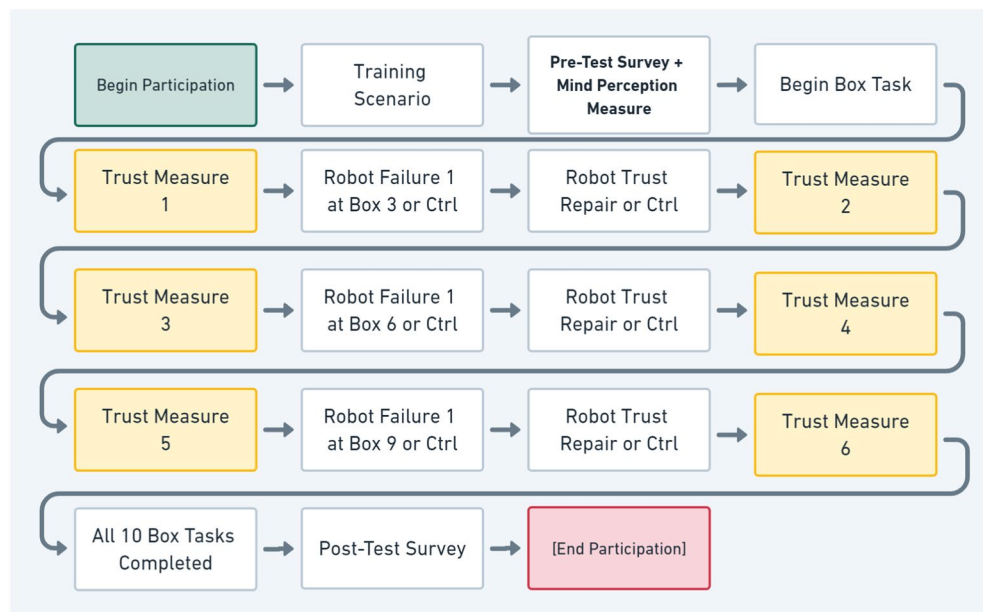 Begin Participation
Training
Scenario
Pre-Test Survey +
Mind Perception
Measure
Begin Box Task
Trust Measure
1
Robot Failure 1
at Box 3 or Ctrl
Robot Trust
Repair or Ctrl
Trust Measure
2
Trust Measure
3
Robot Failure 1
at Box 6 or Ctrl
Robot Trust
Repair or Ctrl
Trust Measure
4
Trust Measure
5
Robot Failure 1
at Box 9 or Ctrl
Robot Trust
Repair or Ctrl
Trust Measure
6
All 10 Box Tasks
Completed
Post-Test Survey
[End Participation]